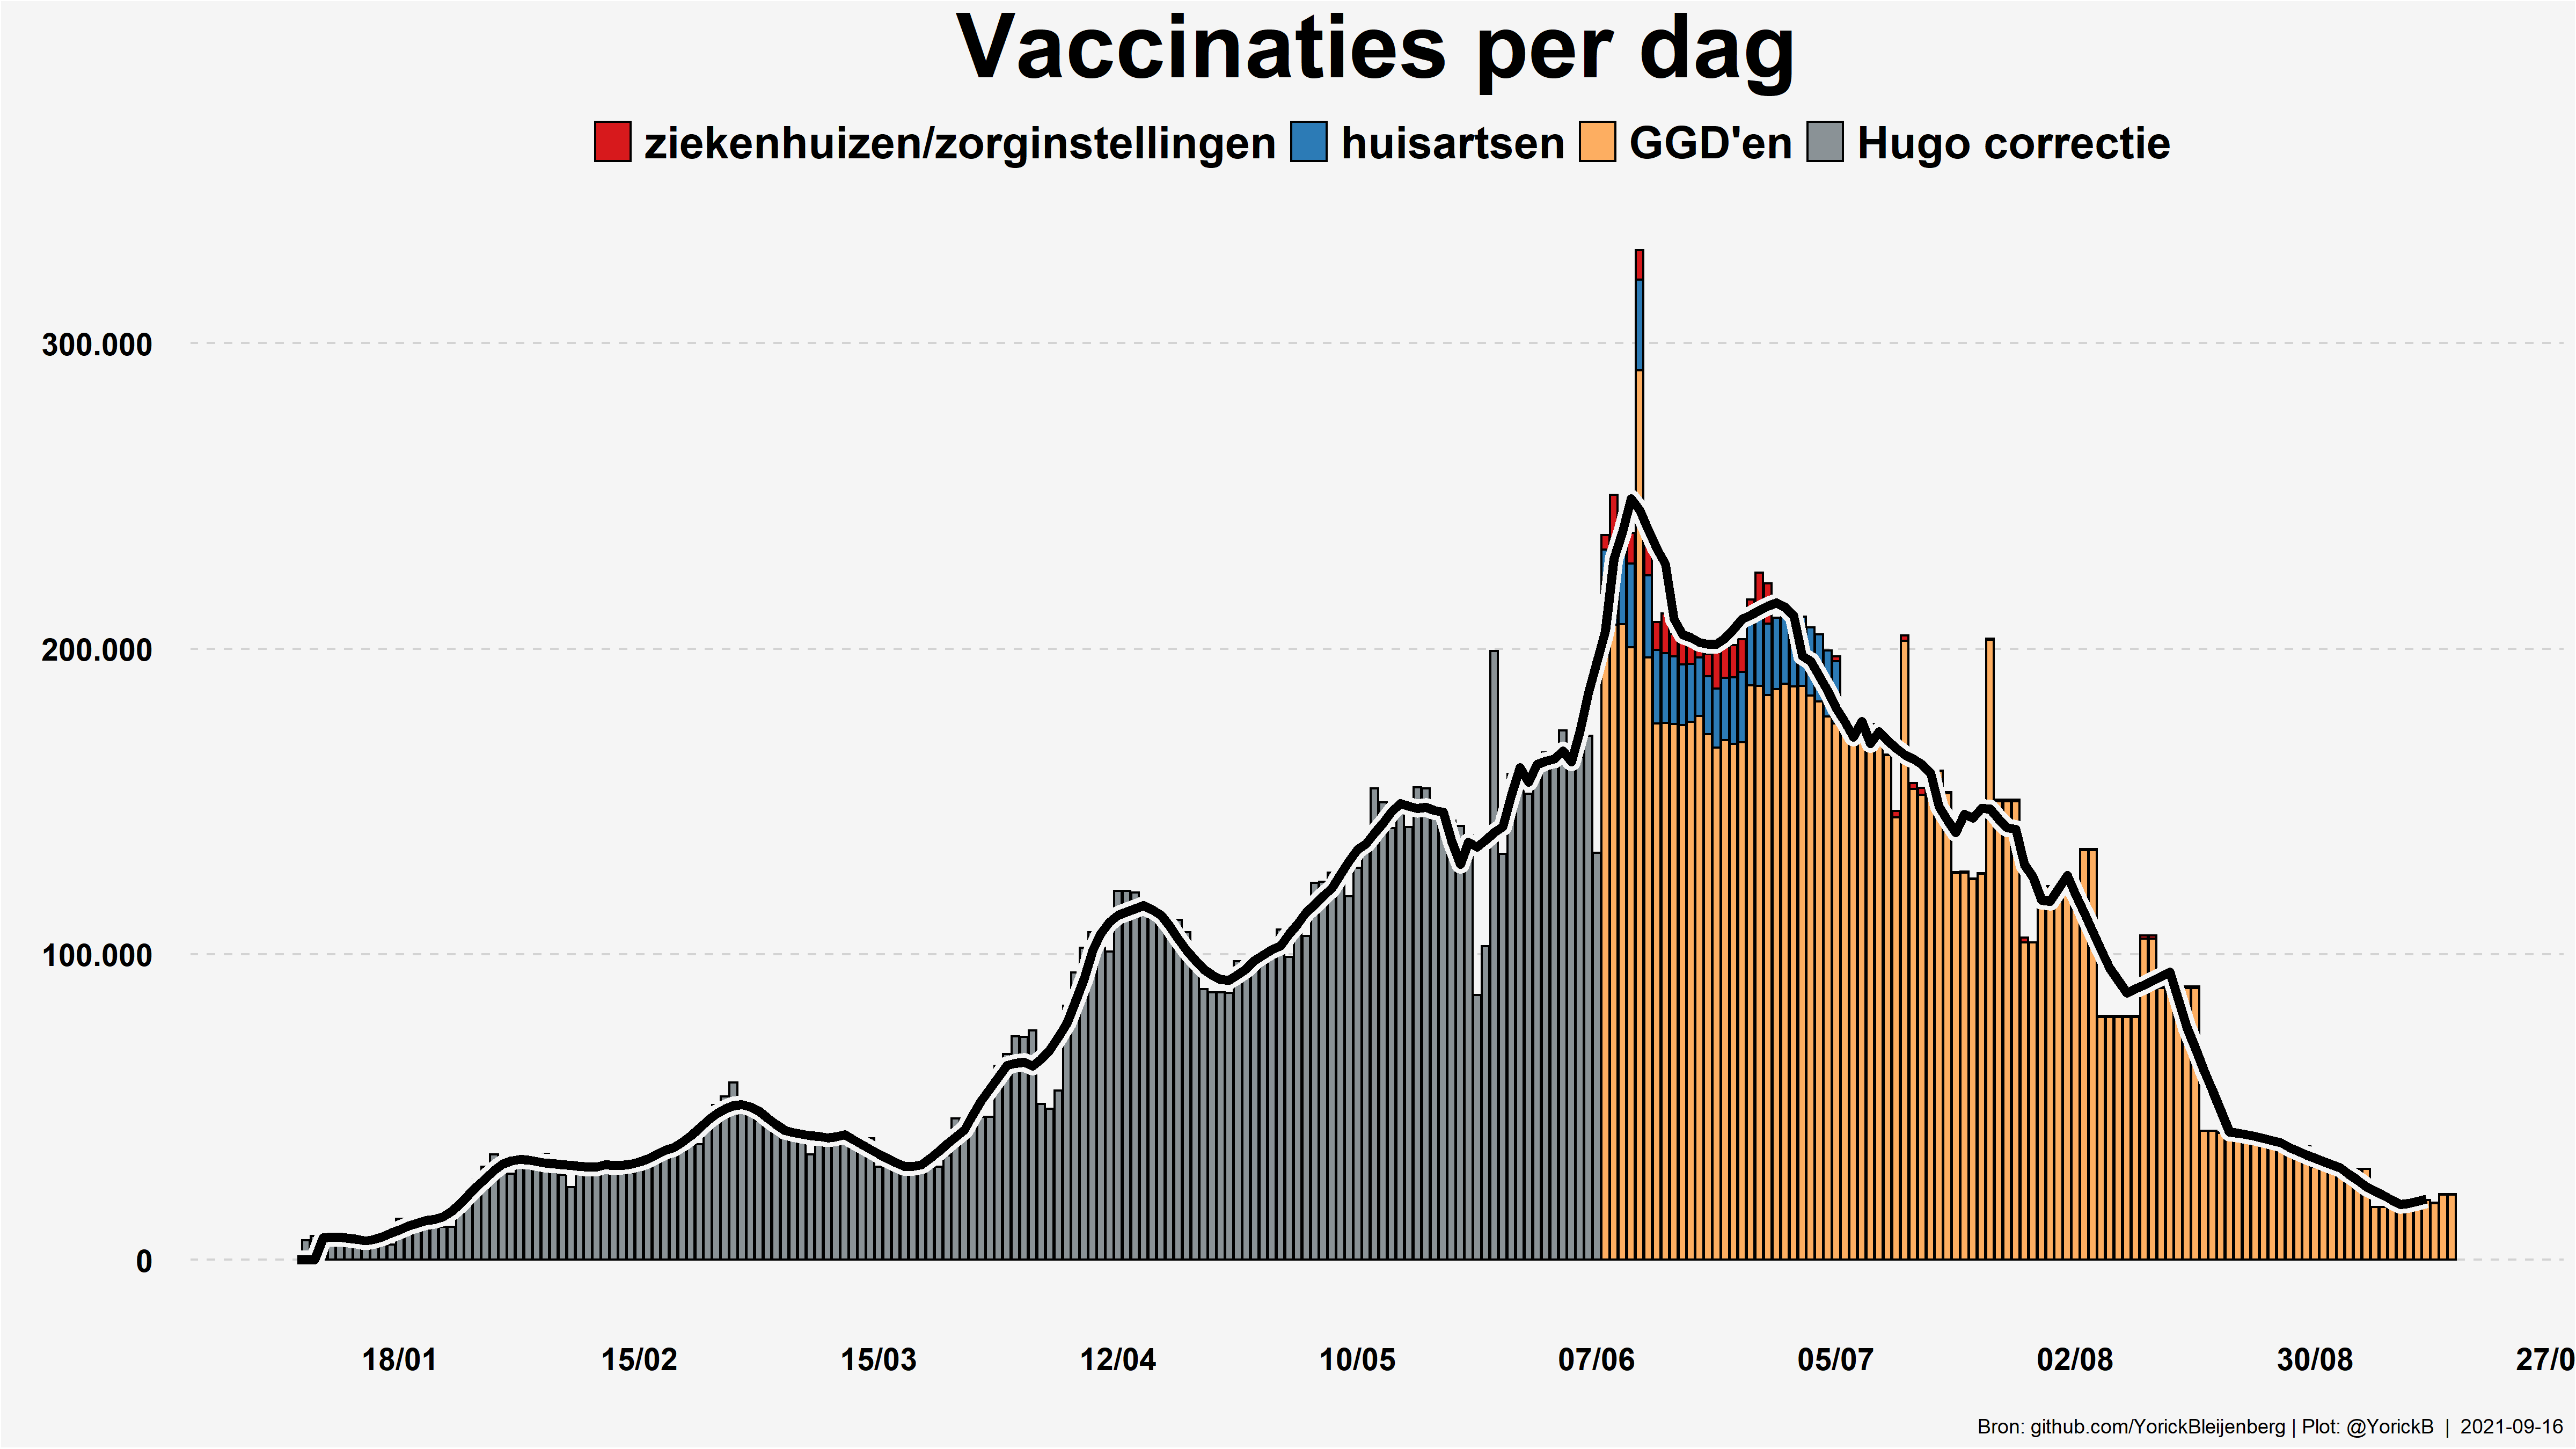 Vaccinaties per dag
ziekenhuizen/zorginstellingen huisartsen GGD'en Hugo correctie
300.000
200.000
100.000
0
18/01 15/02 15/03 12/04 10/05 07/06 05/07 02/08 30/08 27/0
Bron: github.com/YorickBleijenberg | Plot: @YorickB | 2021-09-16